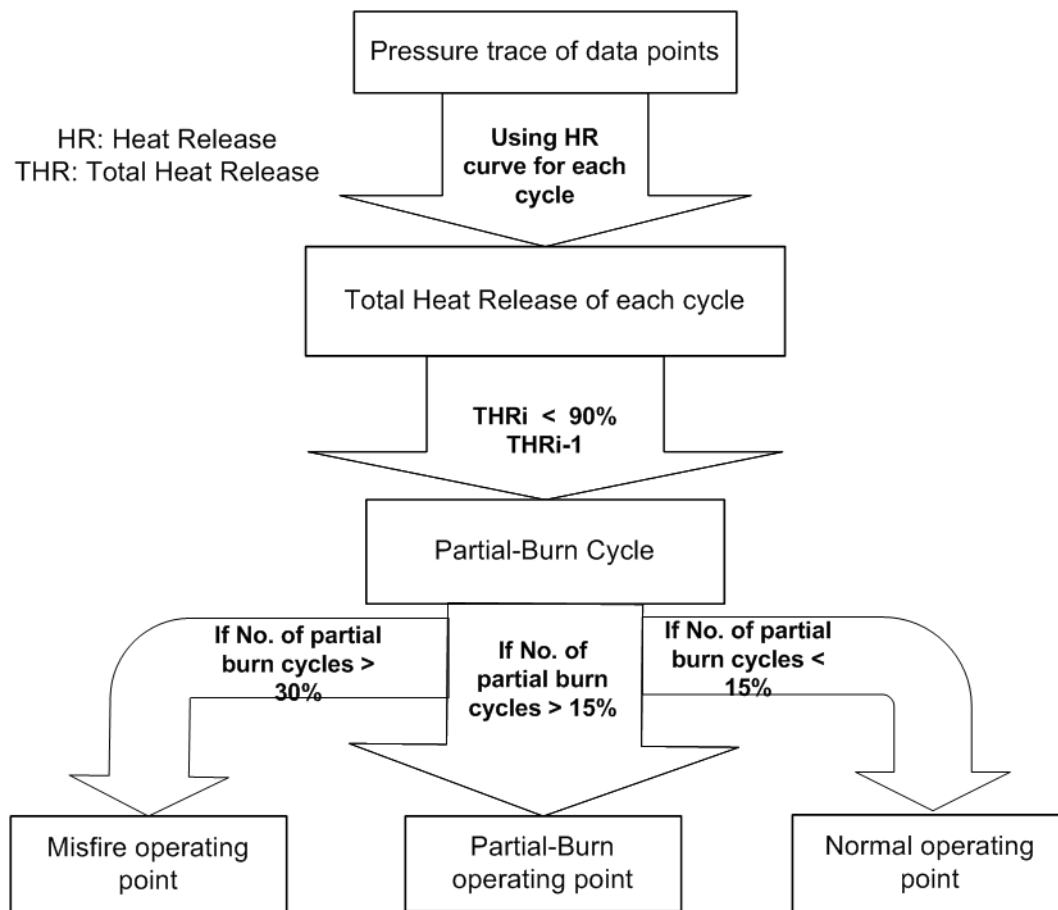 Pressure trace of data points
HR: Heat Release
THR: Total Heat Release
Using HR
curve for each
cycle
Total Heat Release of each cycle
THRi < 90%
THRi-1
Partial-Burn Cycle
If No. of partial
burn cycles >
30%
If No. of
partial burn
cycles > 15%
If No. of partial
burn cycles <
15%
Misfire operating
point
Partial-Burn
operating point
Normal operating
point